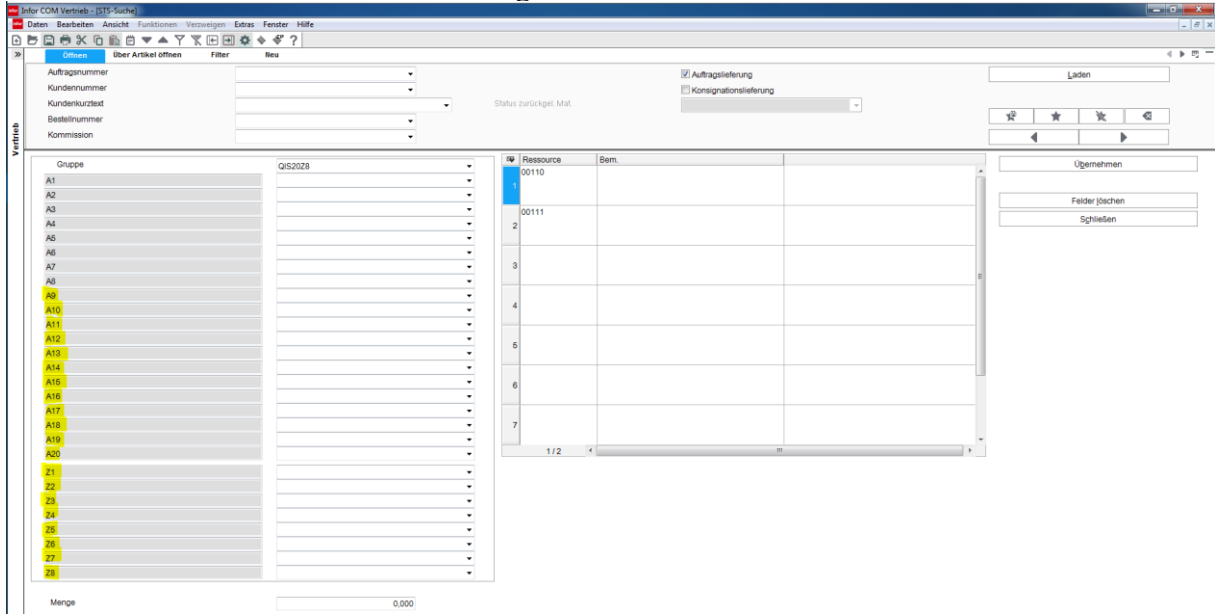 Infor COM Vertrieb - [STS-Suche]
Daten Bearbeiten Ansicht Funktionen Verzweigen Extras Fenster Hilfe
Öffnen Über Artikel öffnen Filter Neu
Auftragsnummer
Kundennummer
Kundenkurztext
Bestellnummer
Kommission
Status zurückgel. Mat.
Auftragslieferung
Konsignationslieferung
Laden
Vertrieb
Gruppe QIS20Z8
A1
A2
A3
A4
A5
A6
A7
A8
A9
A10
A11
A12
A13
A14
A15
A16
A17
A18
A19
A20
Z1
Z2
Z3
Z4
Z5
Z6
Z7
Z8
Menge 0,000
Ressource Bem.
1 00110
2 00111
3
4
5
6
7
1 / 2
Übernehmen
Felder löschen
Schließen